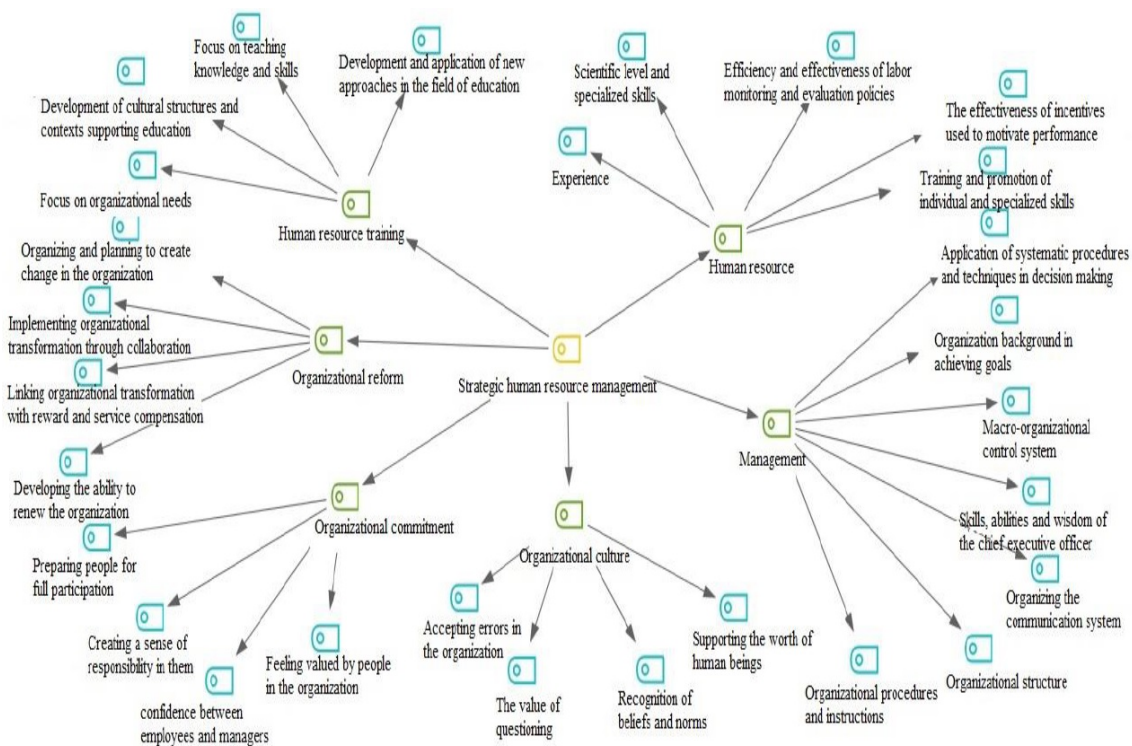 Focus on teaching
knowledge and skills
Development and application of new
approaches in the field of education
Development of cultural structures and
contexts supporting education
Focus on organizational needs
Human resource training
Scientific level and
specialized skills
Efficiency and effectiveness of labor
monitoring and evaluation policies
The effectiveness of incentives
used to motivate performance
Experience
Training and promotion of
individual and specialized skills
Human resource
Organizing and planning to create
change in the organization
Implementing organizational
transformation through collaboration
Linking organizational transformation
with reward and service compensation
Developing the ability to
renew the organization
Organizational reform
Strategic human resource management
Application of systematic procedures
and techniques in decision making
Organization background in
achieving goals
Macro-organizational
control system
Management
Skills, abilities and wisdom of
the chief executive officer
Organizing the
communication system
Organizational structure
Organizational procedures
and instructions
Organizational commitment
Preparing people for
full participation
Creating a sense of
responsibility in them
confidence between
employees and managers
Feeling valued by people
in the organization
Organizational culture
Accepting errors in
the organization
The value of
questioning
Recognition of
beliefs and norms
Supporting the worth of
human beings